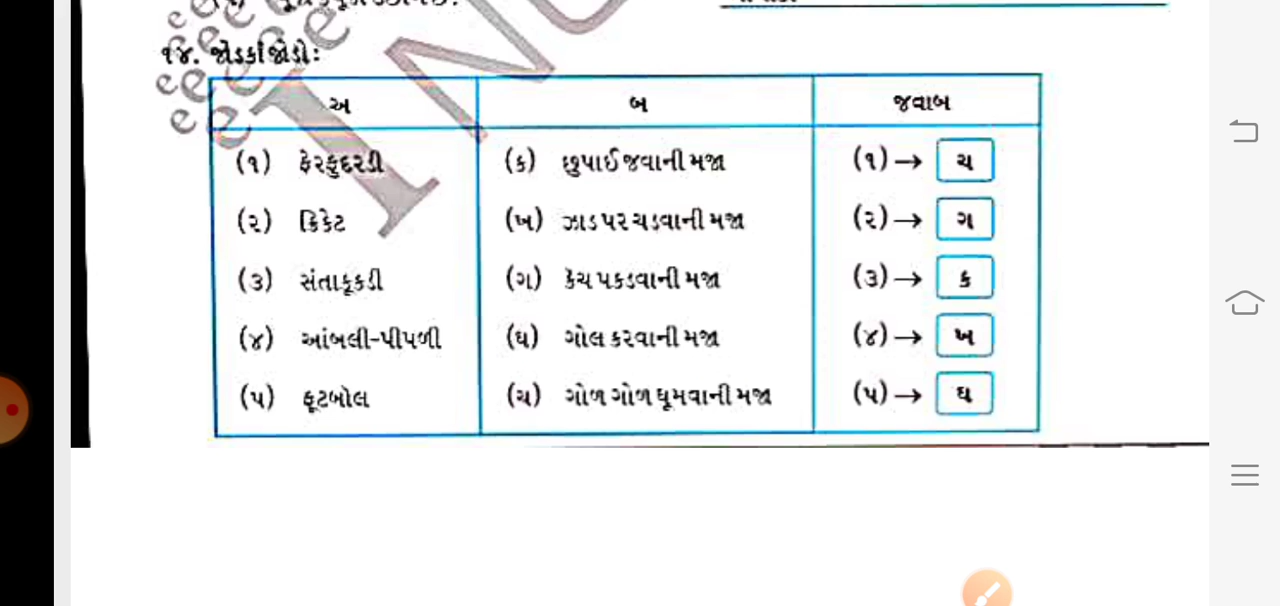 ૧૪. જોડકાં જોડો:
અ બ જવાબ
(૧) ફેરફુદરડી (ક) છુપાઈ જવાની મજા (૧)→ ચ
(૨) ક્રિકેટ (ખ) ઝાડ પર ચડવાની મજા (૨)→ ગ
(૩) સંતાકૂકડી (ગ) કેચ પકડવાની મજા (૩)→ ક
(૪) આંબલી-પીપળી (ઘ) ગોલ કરવાની મજા (૪)→ ખ
(૫) ફૂટબોલ (ચ) ગોળ ગોળ ઘૂમવાની મજા (૫)→ ઘ